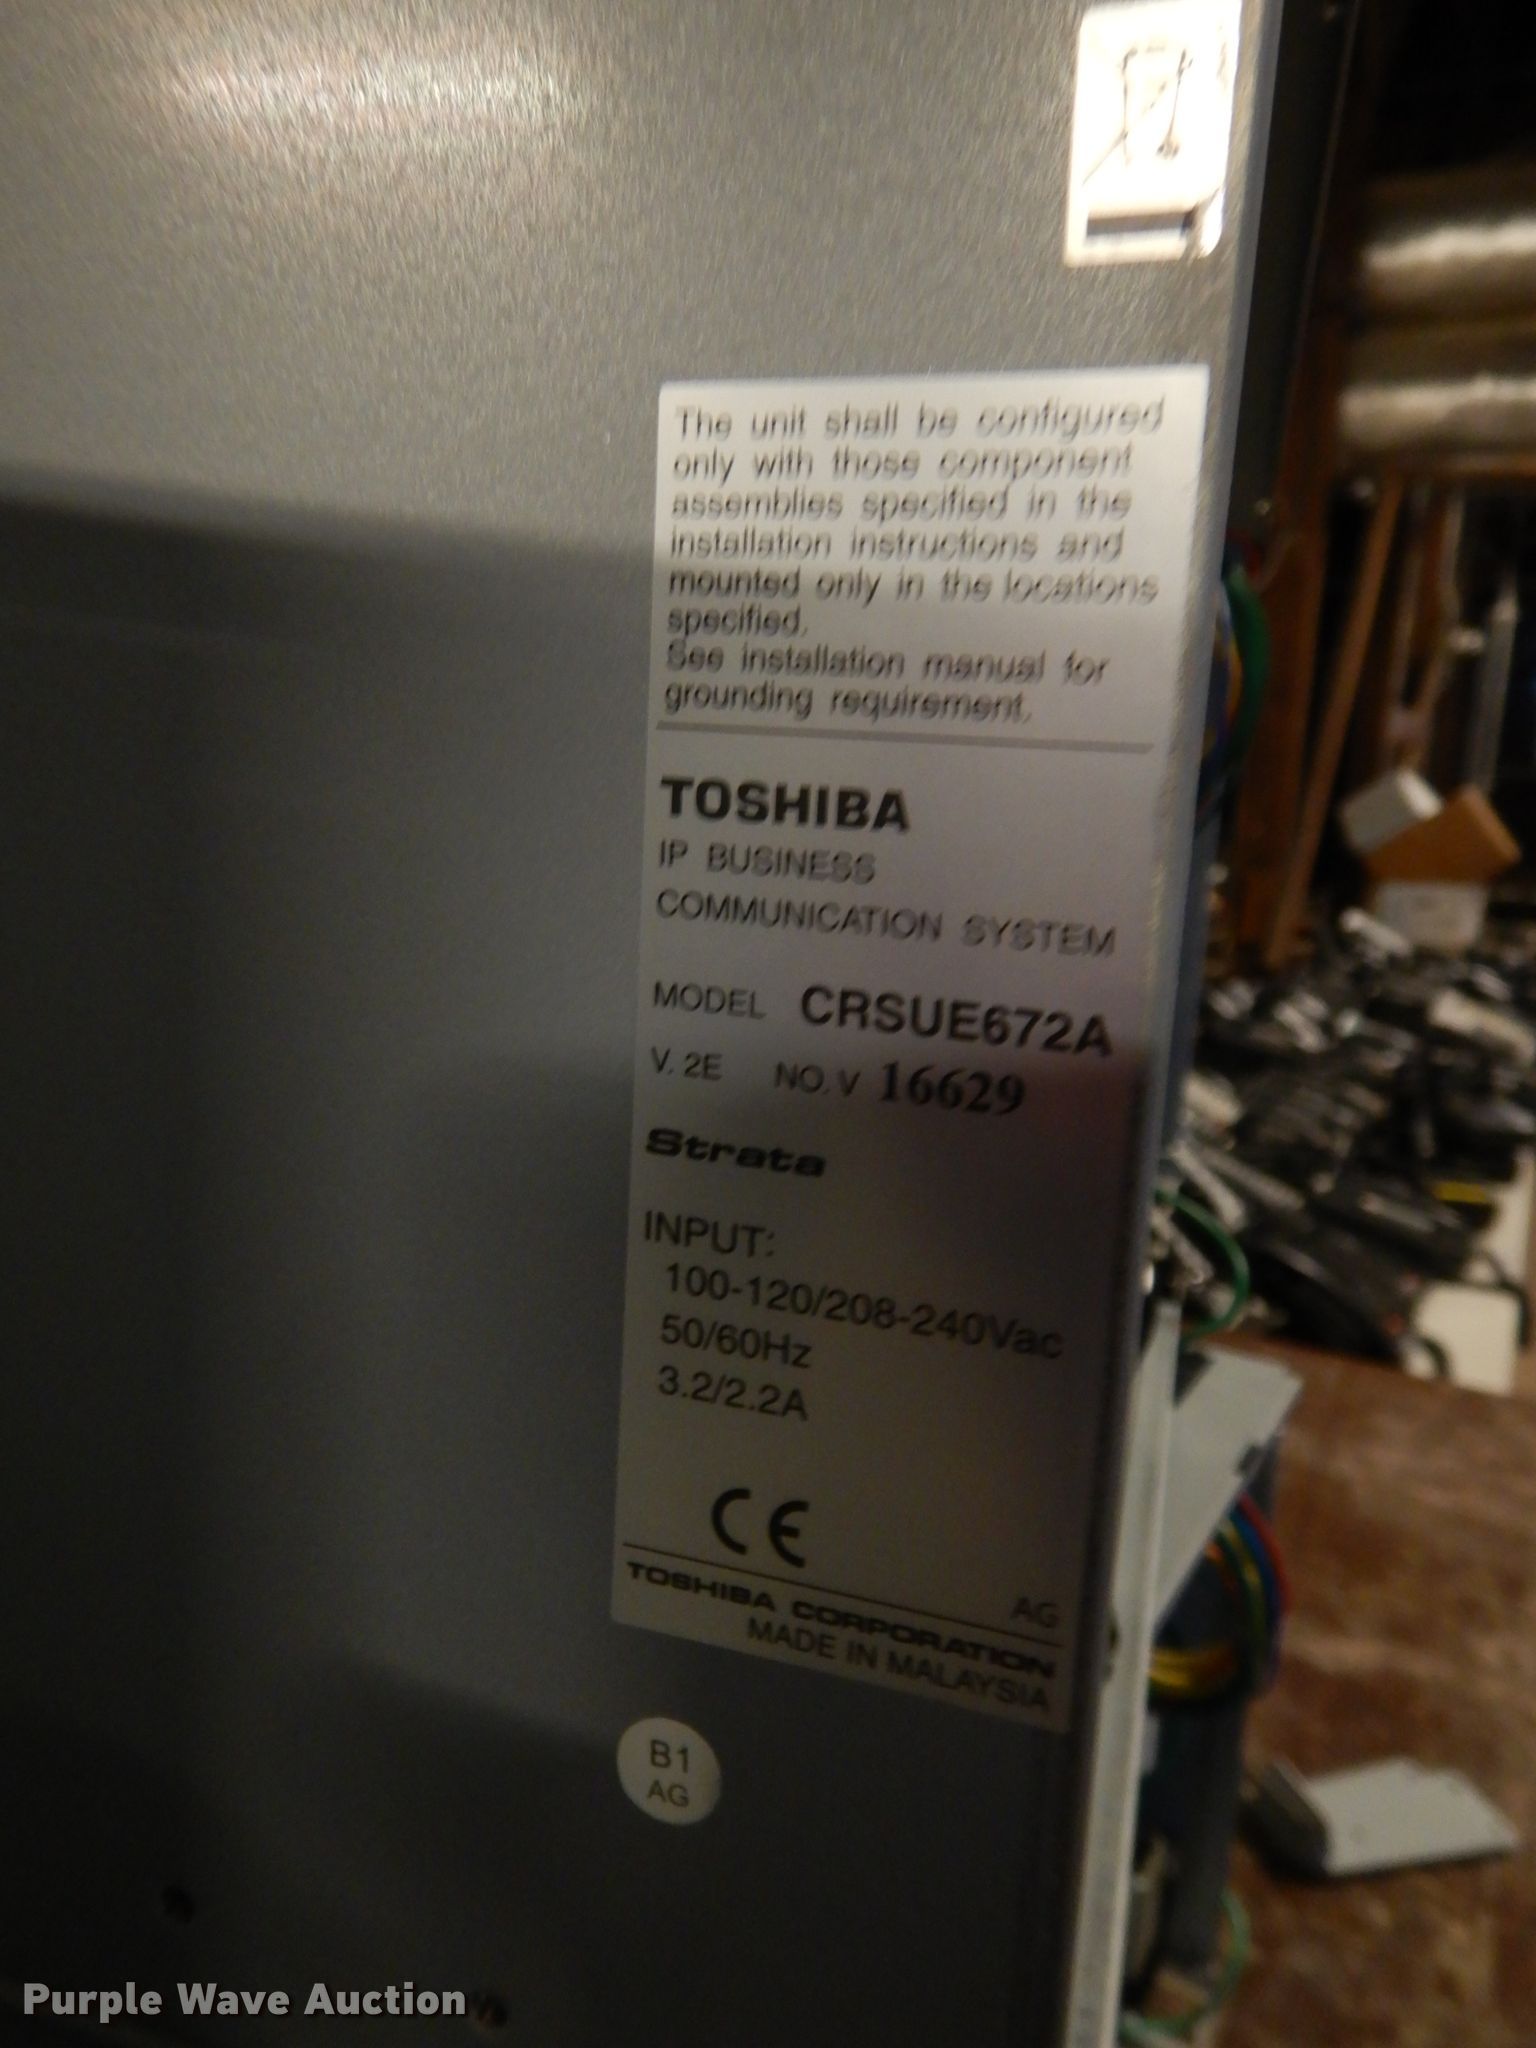 The unit shall be configured
only with those component
assemblies specified in the
installation instructions and
mounted only in the locations
specified.
See installation manual for
grounding requirement.
TOSHIBA
IP BUSINESS
COMMUNICATION SYSTEM
MODEL CRSUE672A
V. 2E NO. V 16629
Strata
INPUT:
100-120/208-240Vac
50/60Hz
3.2/2.2A
CE
AG
TOSHIBA CORPORATION
MADE IN MALAYSIA
B1
AG
Purple Wave Auction